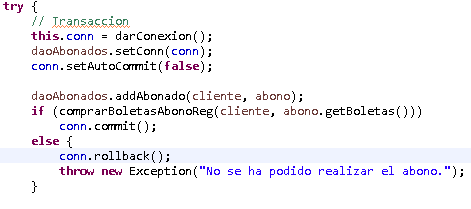 try {
    // Transaccion
    this.conn = darConexion();
    daoAbonados.setConn(conn);
    conn.setAutoCommit(false);

    daoAbonados.addAbonado(cliente, abono);
    if (comprarBoletasAbonoReg(cliente, abono.getBoletas()))
        conn.commit();
    else {
        conn.rollback();
        throw new Exception("No se ha podido realizar el abono.");
    }